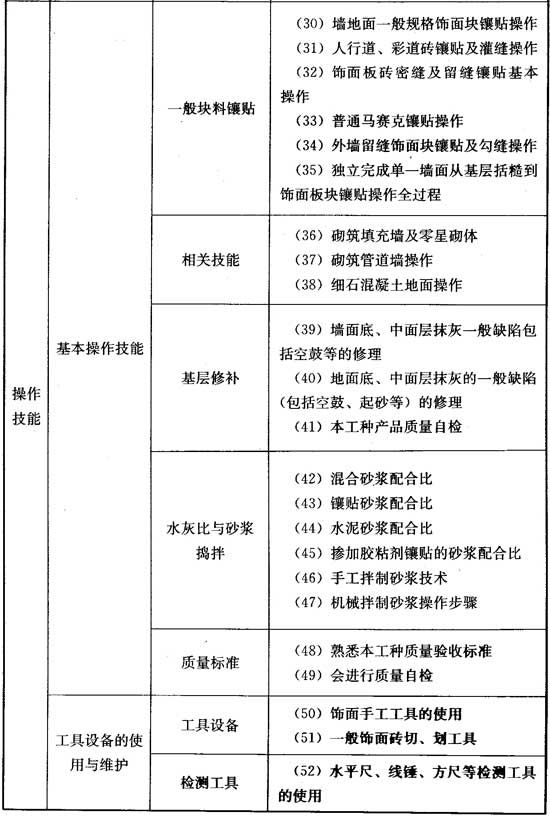 操作
技能
基本操作技能
一般块料镶贴
（30）墙地面一般规格饰面块镶贴操作
（31）人行道、彩道砖镶贴及灌缝操作
（32）饰面板砖密缝及留缝镶贴基本
操作
（33）普通马赛克镶贴操作
（34）外墙留缝饰面块镶贴及勾缝操作
（35）独立完成单一墙面从基层括糙到
饰面板块镶贴操作全过程
相关技能
（36）砌筑填充墙及零星砌体
（37）砌筑管道墙操作
（38）细石混凝土地面操作
基层修补
（39）墙面底、中面层抹灰一般缺陷包
括空鼓等的修理
（40）地面底、中面层抹灰的一般缺陷
（包括空鼓、起砂等）的修理
（41）本工种产品质量自检
水灰比与砂浆
捣拌
（42）混合砂浆配合比
（43）镶贴砂浆配合比
（44）水泥砂浆配合比
（45）掺加胶粘剂镶贴的砂浆配合比
（46）手工拌制砂浆技术
（47）机械拌制砂浆操作步骤
质量标准
（48）熟悉本工种质量验收标准
（49）会进行质量自检
工具设备的使
用与维护
工具设备
（50）饰面手工工具的使用
（51）一般饰面砖切、划工具
检测工具
（52）水平尺、线锤、方尺等检测工具
的使用